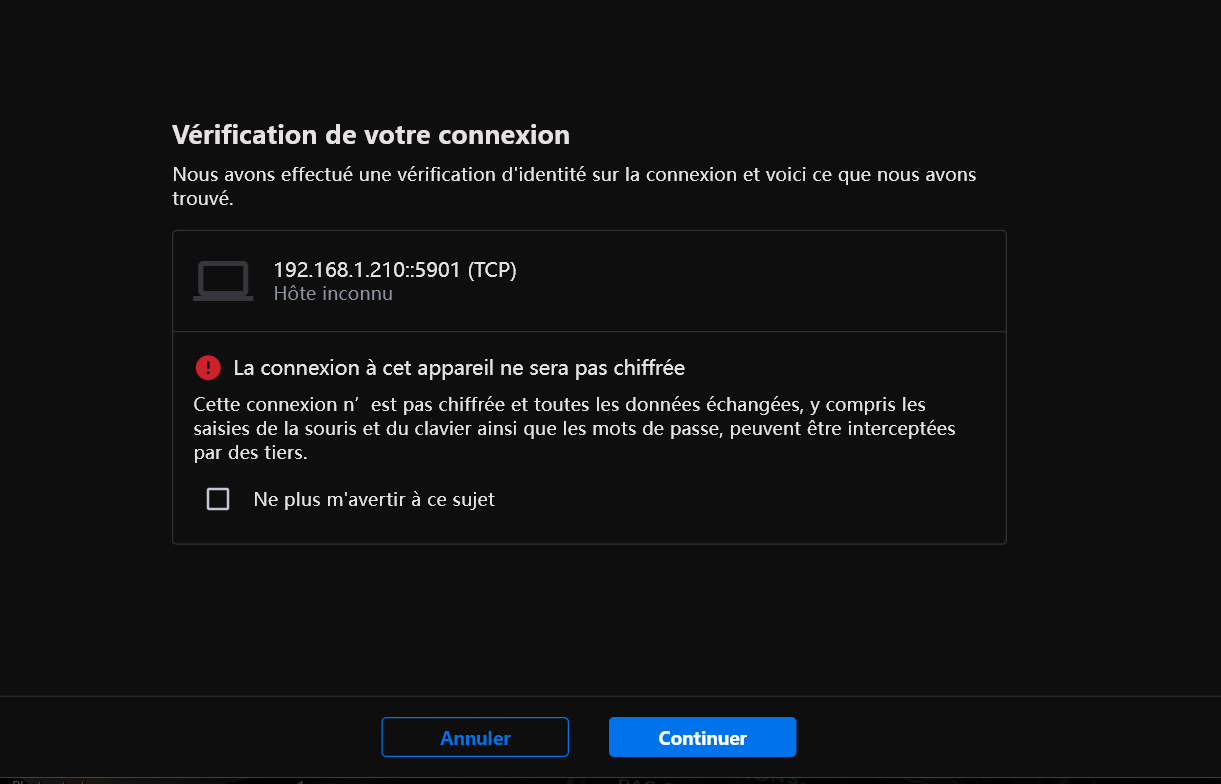 Vérification de votre connexion
Nous avons effectué une vérification d'identité sur la connexion et voici ce que nous avons
trouvé.
192.168.1.210::5901 (TCP)
Hôte inconnu
La connexion à cet appareil ne sera pas chiffrée
Cette connexion n’est pas chiffrée et toutes les données échangées, y compris les
saisies de la souris et du clavier ainsi que les mots de passe, peuvent être interceptées
par des tiers.
Ne plus m'avertir à ce sujet
Annuler
Continuer